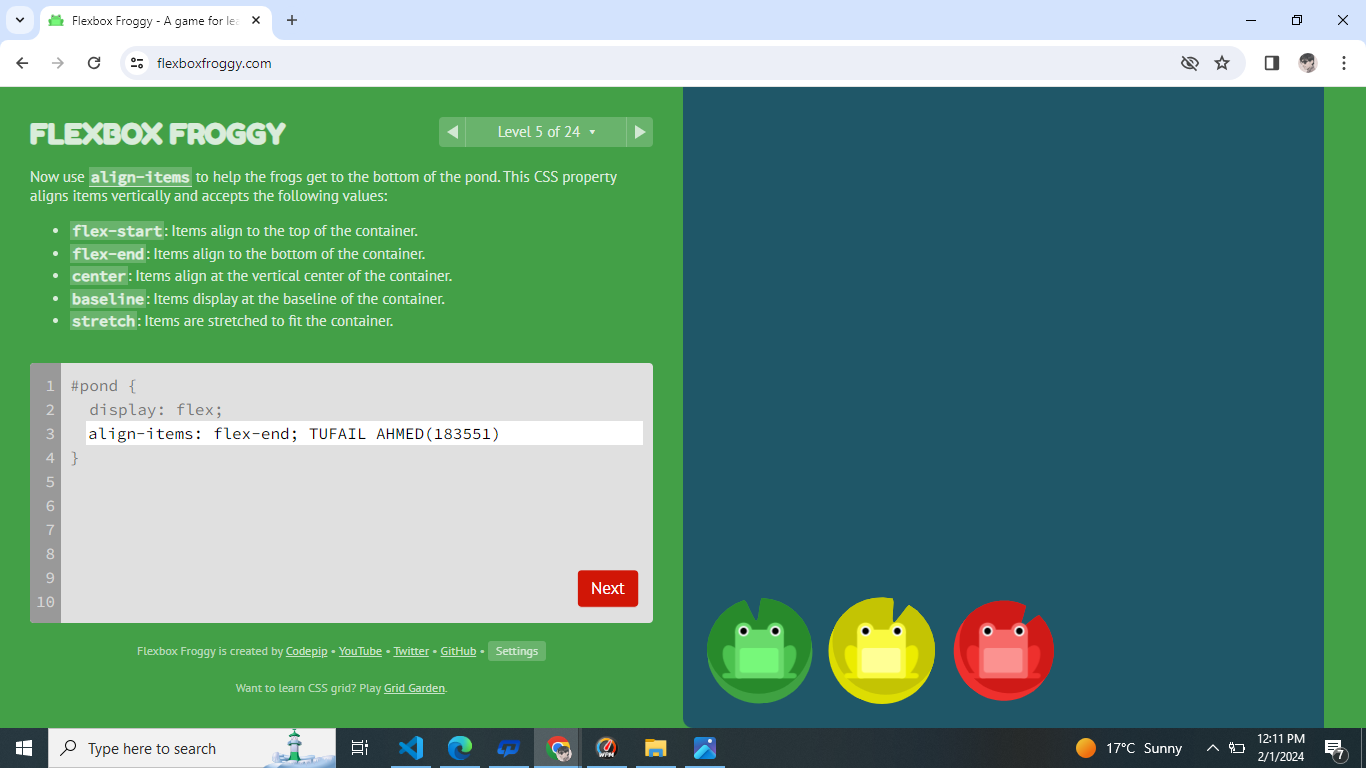 Flexbox Froggy - A game for lea
flexboxfroggy.com
FLEXBOX FROGGY
Level 5 of 24
Now use align-items to help the frogs get to the bottom of the pond. This CSS property
aligns items vertically and accepts the following values:
• flex-start: Items align to the top of the container.
• flex-end: Items align to the bottom of the container.
• center: Items align at the vertical center of the container.
• baseline: Items display at the baseline of the container.
• stretch: Items are stretched to fit the container.
1 #pond {
2 display: flex;
3 align-items: flex-end; TUFAIL AHMED(183551)
4 }
5
6
7
8
9
10
Next
Flexbox Froggy is created by Codepip • YouTube • Twitter • GitHub • Settings
Want to learn CSS grid? Play Grid Garden.
Type here to search
WPM
17°C Sunny
12:11 PM
2/1/2024
7